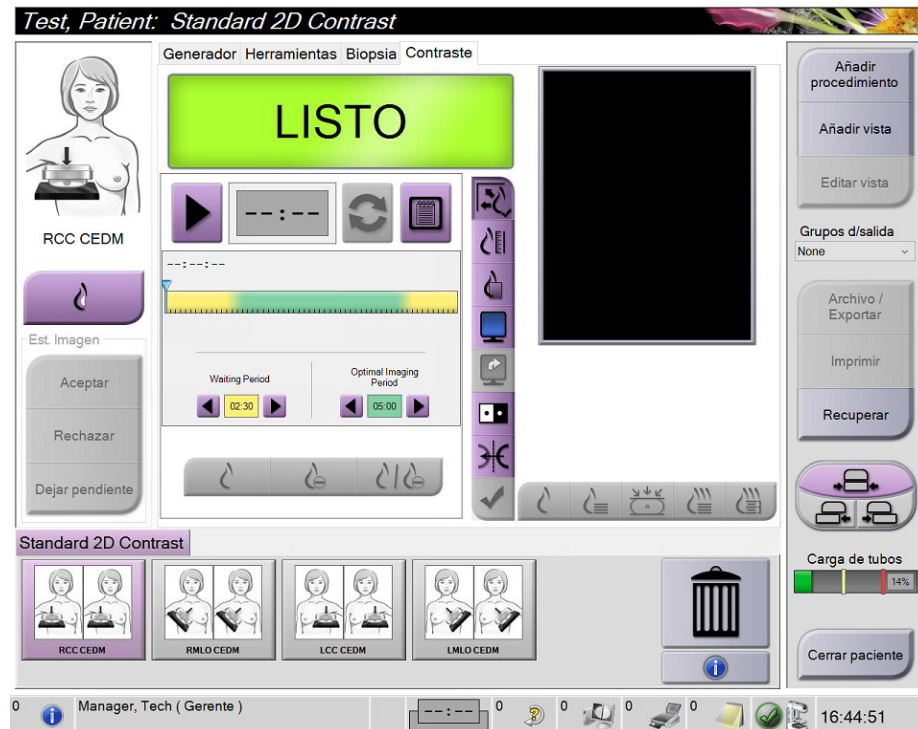 Test, Patient: Standard 2D Contrast
Generador Herramientas Biopsia Contraste
LISTO
RCC CEDM
--:--
--:--:--
Waiting Period
Optimal Imaging
Period
02:30
05:00
Est. Imagen
Aceptar
Rechazar
Dejar pendiente
Añadir
procedimiento
Añadir vista
Editar vista
Grupos d/salida
None
Archivo /
Exportar
Imprimir
Recuperar
Carga de tubos
14%
Cerrar paciente
Standard 2D Contrast
RCC CEDM
RMLO CEDM
LCC CEDM
LMLO CEDM
0 Manager, Tech ( Gerente ) --:-- 0 0 0 0 16:44:51